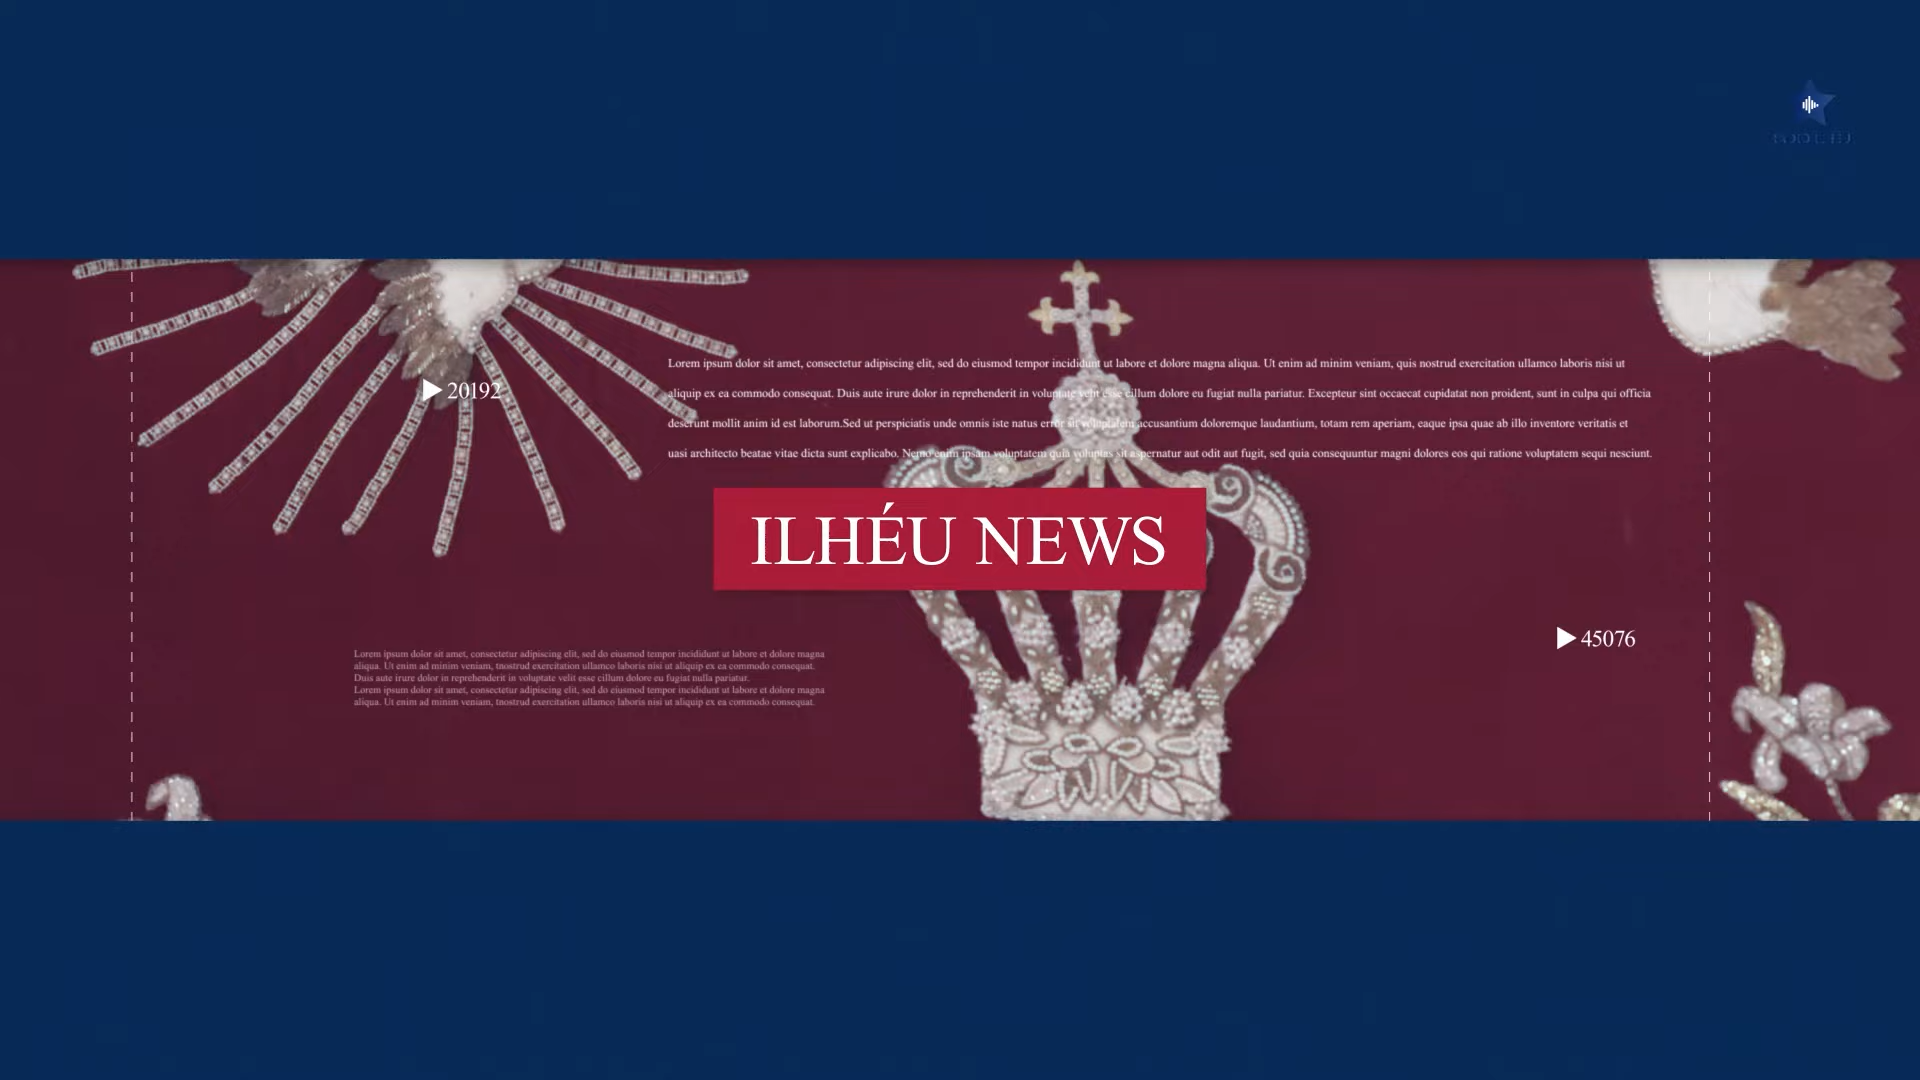 Lorem ipsum dolor sit amet, consectetur adipiscing elit, sed do eiusmod tempor incididunt ut labore et dolore magna aliqua. Ut enim ad minim veniam, quis nostrud exercitation ullamco laboris nisi ut
▶ 20192
aliquip ex ea commodo consequat. Duis aute irure dolor in reprehenderit in voluptate velit esse cillum dolore eu fugiat nulla pariatur. Excepteur sint occaecat cupidatat non proident, sunt in culpa qui officia
deserunt mollit anim id est laborum.Sed ut perspiciatis unde omnis iste natus error sit voluptatem accusantium doloremque laudantium, totam rem aperiam, eaque ipsa quae ab illo inventore veritatis et
uasi architecto beatae vitae dicta sunt explicabo. Nemo enim ipsam voluptatem quia voluptas sit aspernatur aut odit aut fugit, sed quia consequuntur magni dolores eos qui ratione voluptatem sequi nesciunt.
ILHÉU NEWS
▶ 45076
Lorem ipsum dolor sit amet, consectetur adipiscing elit, sed do eiusmod tempor incididunt ut labore et dolore magna
aliqua. Ut enim ad minim veniam, tnostrud exercitation ullamco laboris nisi ut aliquip ex ea commodo consequat.
Duis aute irure dolor in reprehenderit in voluptate velit esse cillum dolore eu fugiat nulla pariatur.
Lorem ipsum dolor sit amet, consectetur adipiscing elit, sed do eiusmod tempor incididunt ut labore et dolore magna
aliqua. Ut enim ad minim veniam, tnostrud exercitation ullamco laboris nisi ut aliquip ex ea commodo consequat.